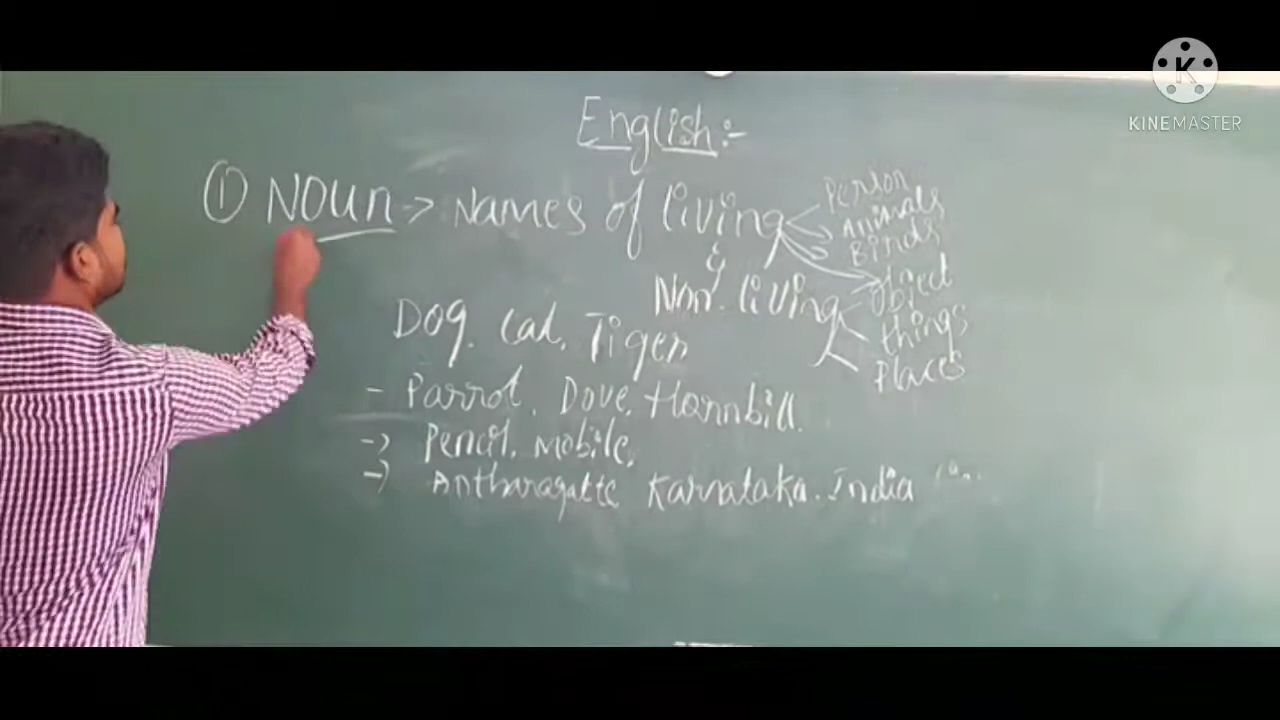 KINEMASTER
English:-
① NOUN -> Names of living
Person
Animals
Birds
&
Non. living
Object
things
Places
Dog. Cat. Tiger
- Parrot. Dove. Hornbill.
-> Pencil. Mobile.
-> Antharagatte Karnataka. India